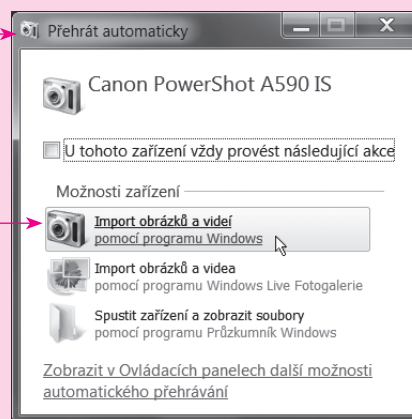 Přehrát automaticky
Canon PowerShot A590 IS
U tohoto zařízení vždy provést následující akce
Možnosti zařízení
Import obrázků a videí
pomocí programu Windows
Import obrázků a videa
pomocí programu Windows Live Fotogalerie
Spustit zařízení a zobrazit soubory
pomocí programu Průzkumník Windows
Zobrazit v Ovládacích panelech další možnosti
automatického přehrávání